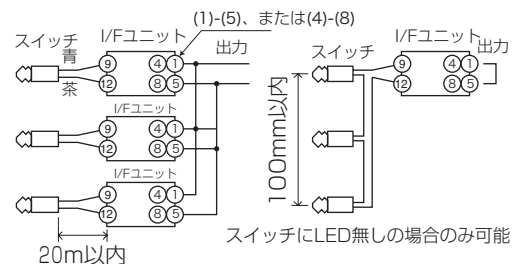 (1)-(5)、または(4)-(8)
スイッチ
I/Fユニット
出力
青
茶
9
4
1
12
8
5
I/Fユニット
9
4
1
12
8
5
I/Fユニット
9
4
1
12
8
5
20m以内
スイッチ
I/Fユニット
出力
9
4
1
12
8
5
100mm以内
スイッチにLED無しの場合のみ可能